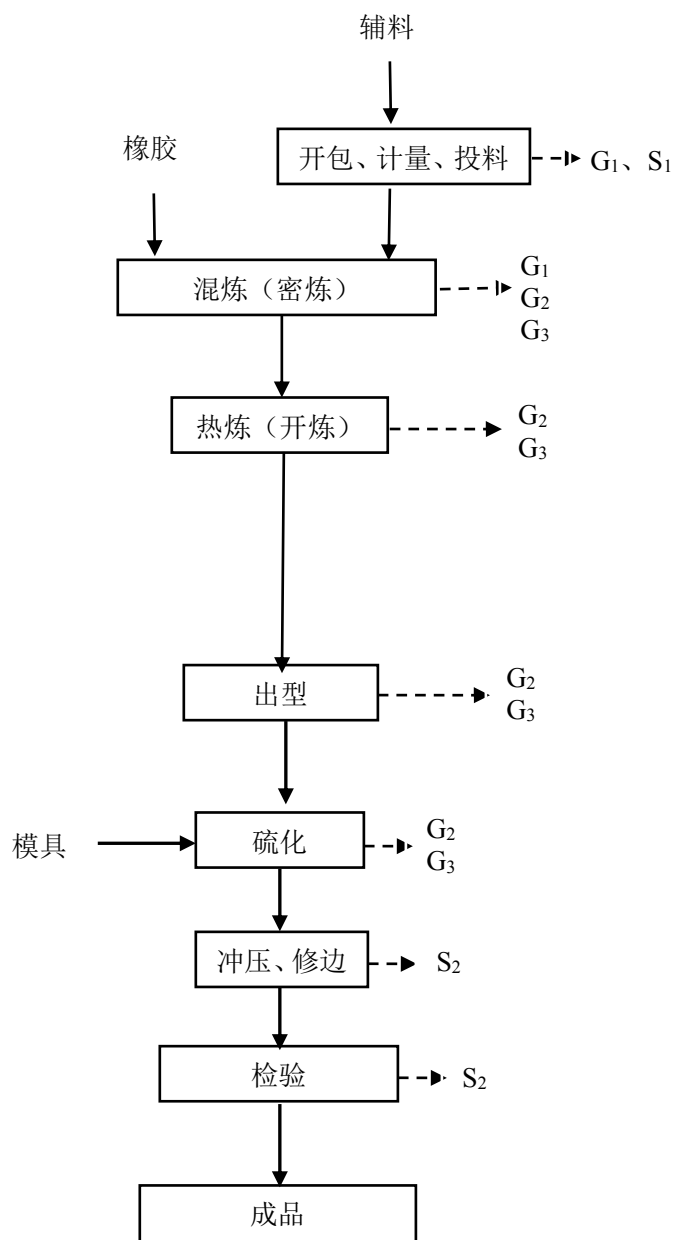 辅料
橡胶
开包、计量、投料
G₁、S₁
混炼（密炼）
G₁
G₂
G₃
热炼（开炼）
G₂
G₃
出型
G₂
G₃
模具
硫化
G₂
G₃
冲压、修边
S₂
检验
S₂
成品